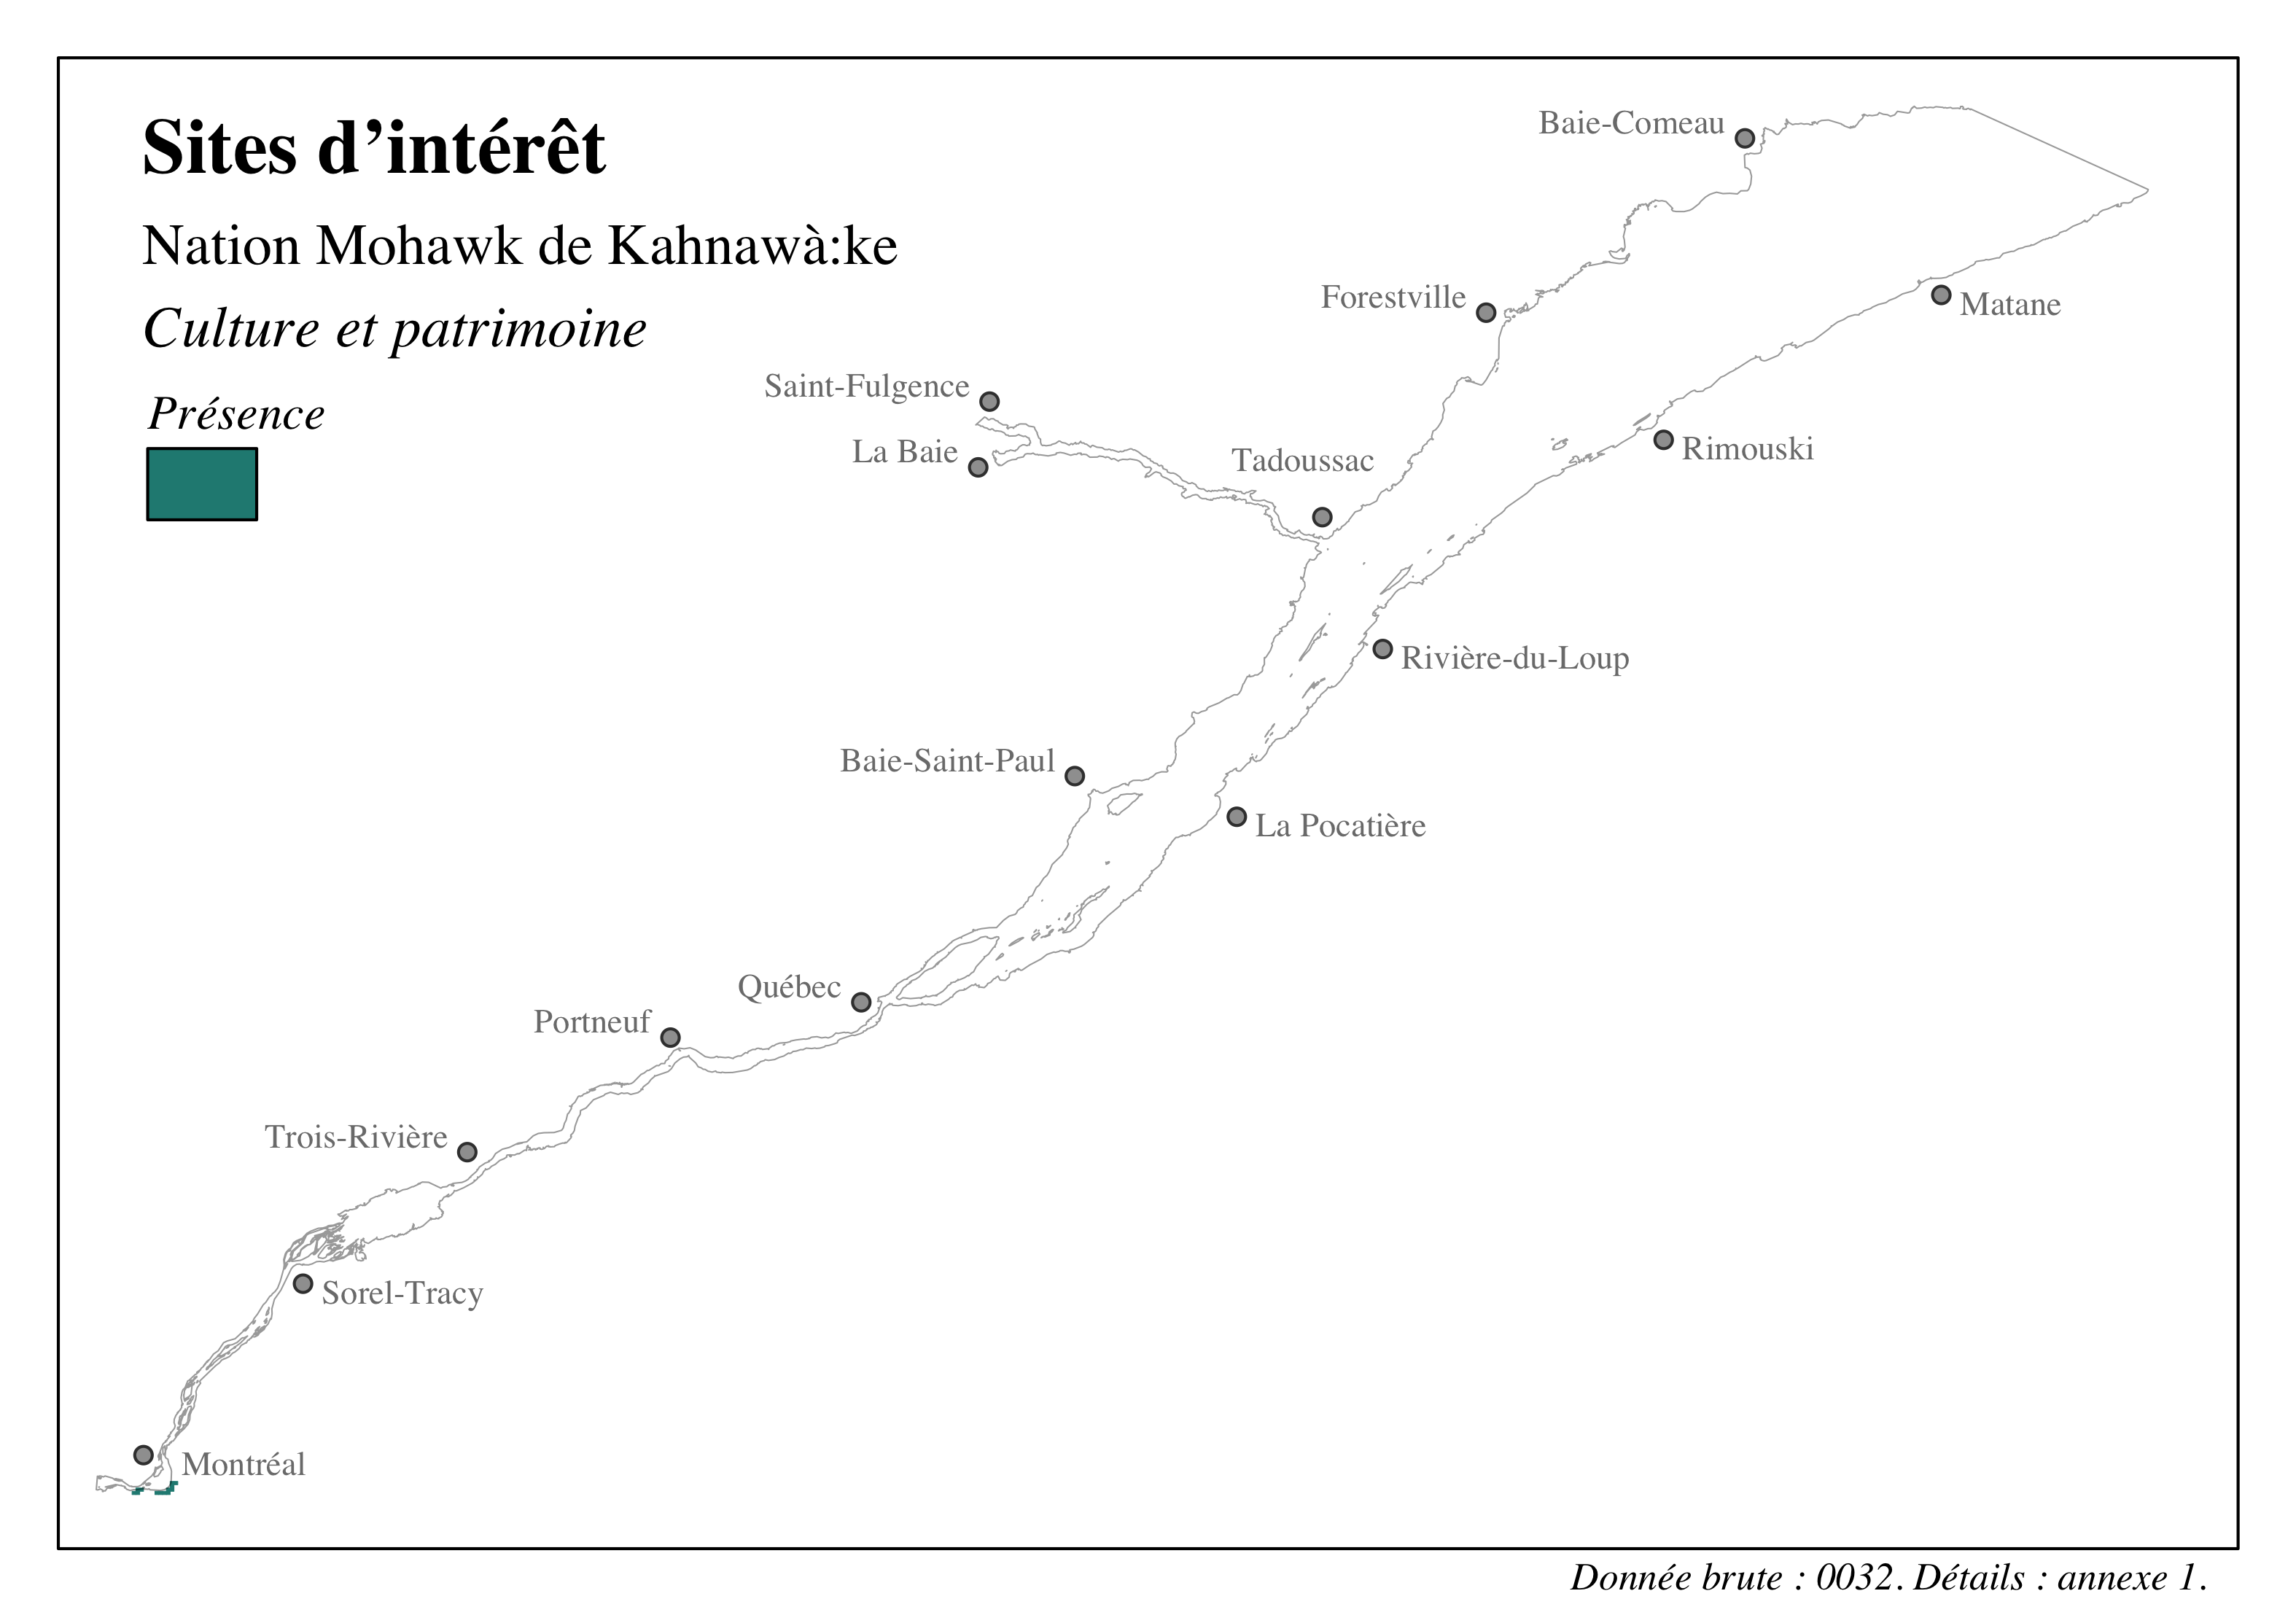 Sites d’intérêt
Nation Mohawk de Kahnawà:ke
Culture et patrimoine
Présence
Baie-Comeau
Forestville
Matane
Saint-Fulgence
La Baie
Tadoussac
Rimouski
Rivière-du-Loup
Baie-Saint-Paul
La Pocatière
Québec
Portneuf
Trois-Rivière
Sorel-Tracy
Montréal
Donnée brute : 0032. Détails : annexe 1.